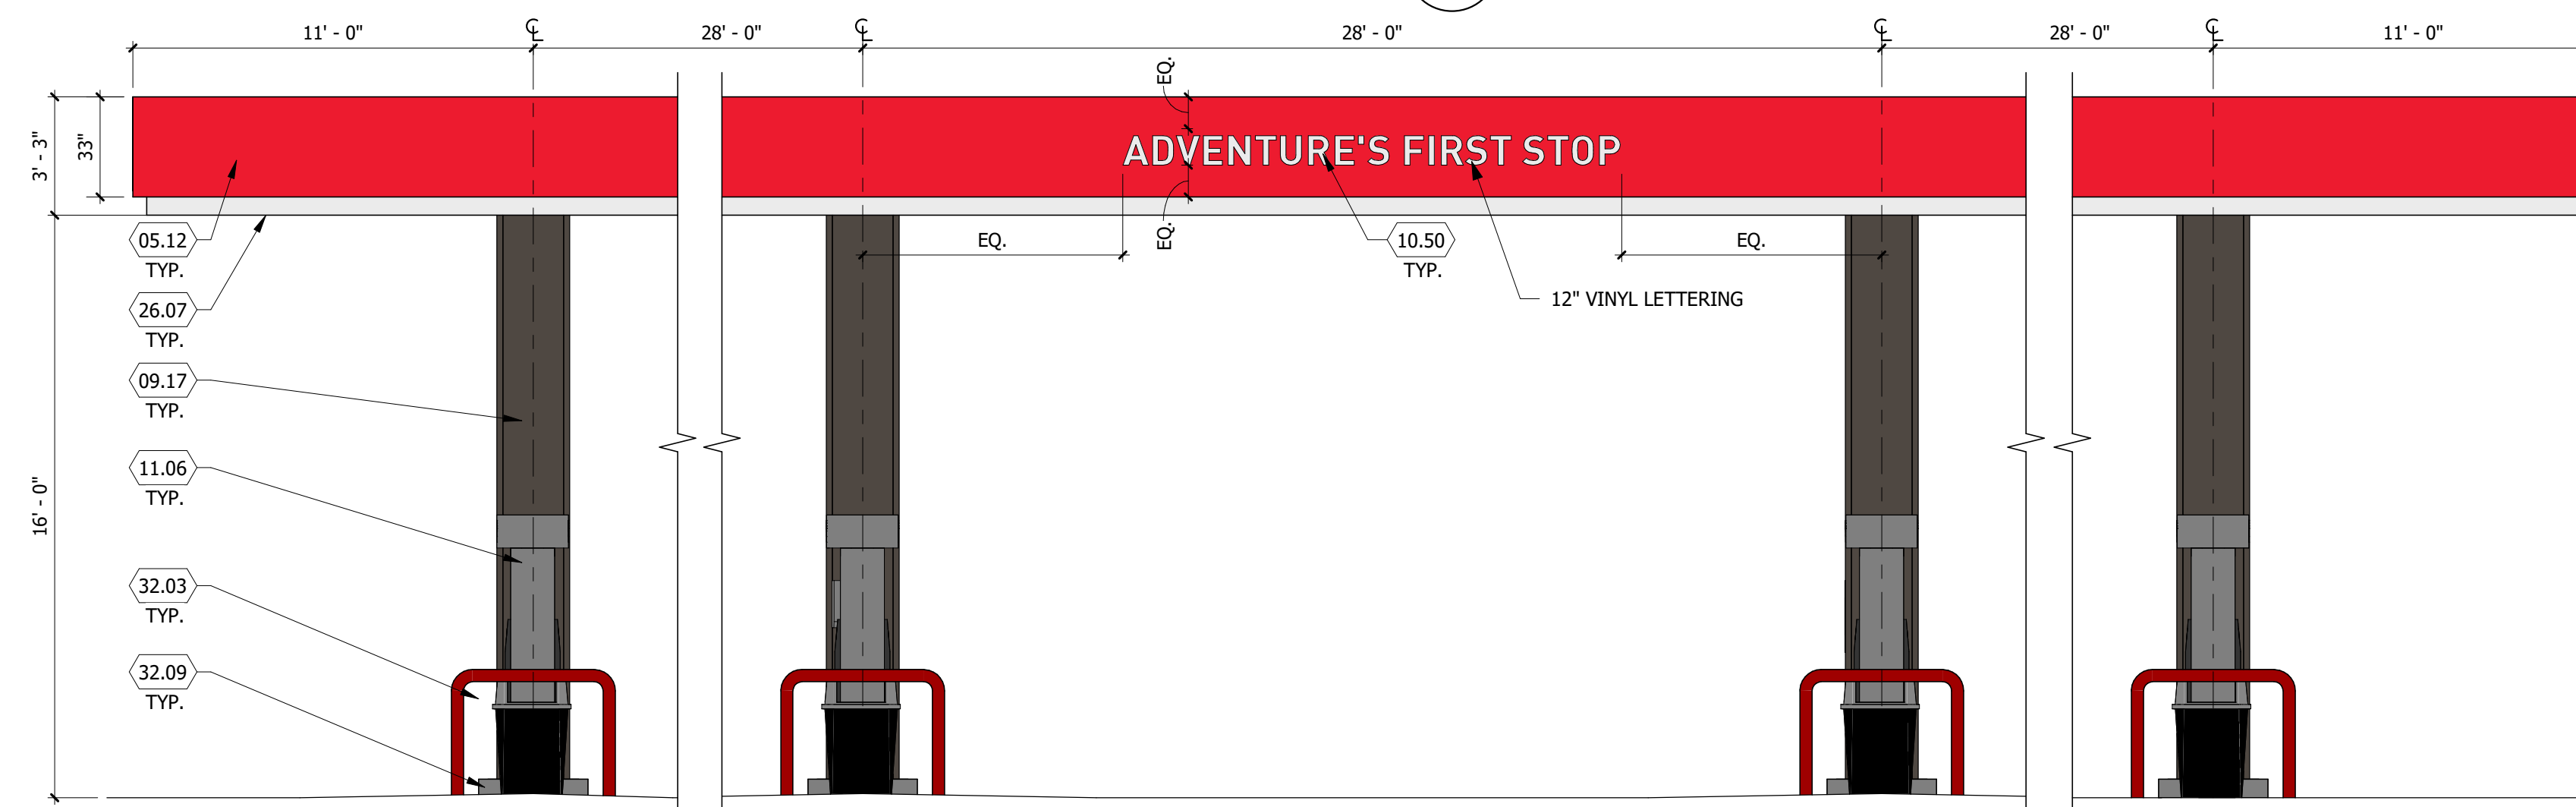 11' - 0"
28' - 0"
28' - 0"
28' - 0"
11' - 0"
EQ.
3' - 3"
33"
ADVENTURE'S FIRST STOP
EQ.
EQ.
EQ.
05.12
TYP.
10.50
TYP.
26.07
TYP.
12" VINYL LETTERING
09.17
TYP.
11.06
TYP.
16' - 0"
32.03
TYP.
32.09
TYP.